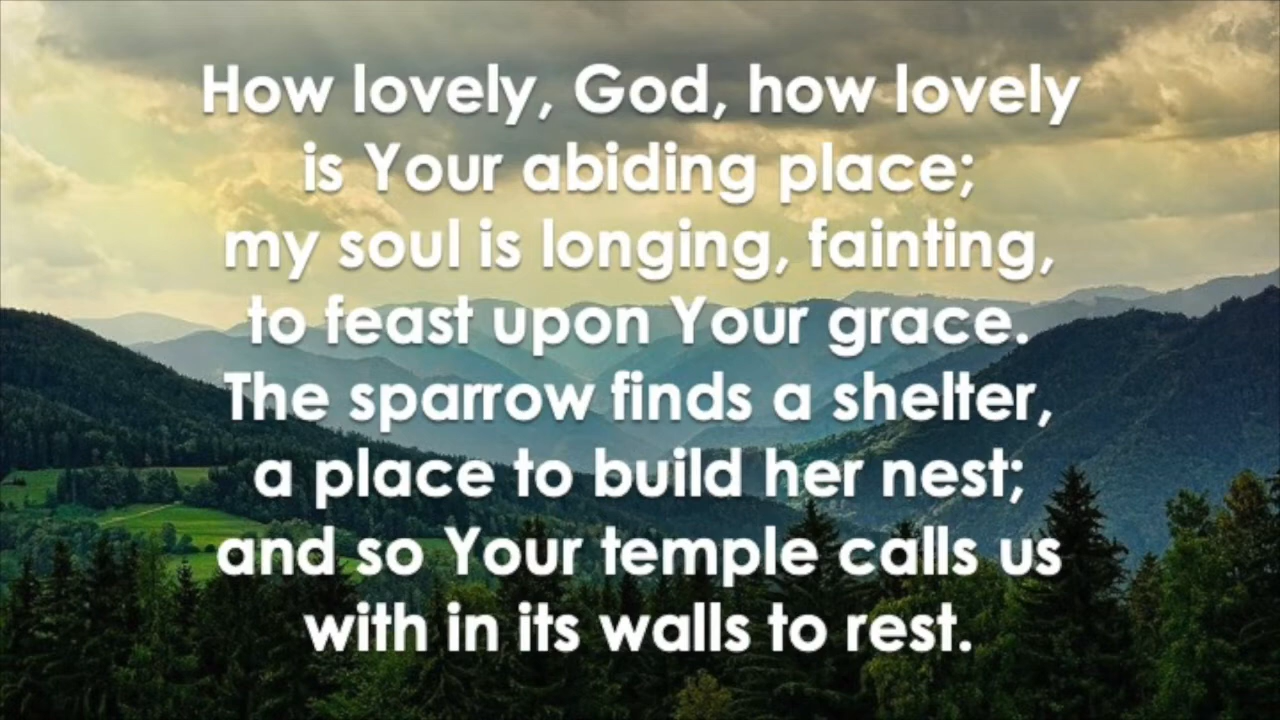 How lovely, God, how lovely
is Your abiding place;
my soul is longing, fainting,
to feast upon Your grace.
The sparrow finds a shelter,
a place to build her nest;
and so Your temple calls us
with in its walls to rest.